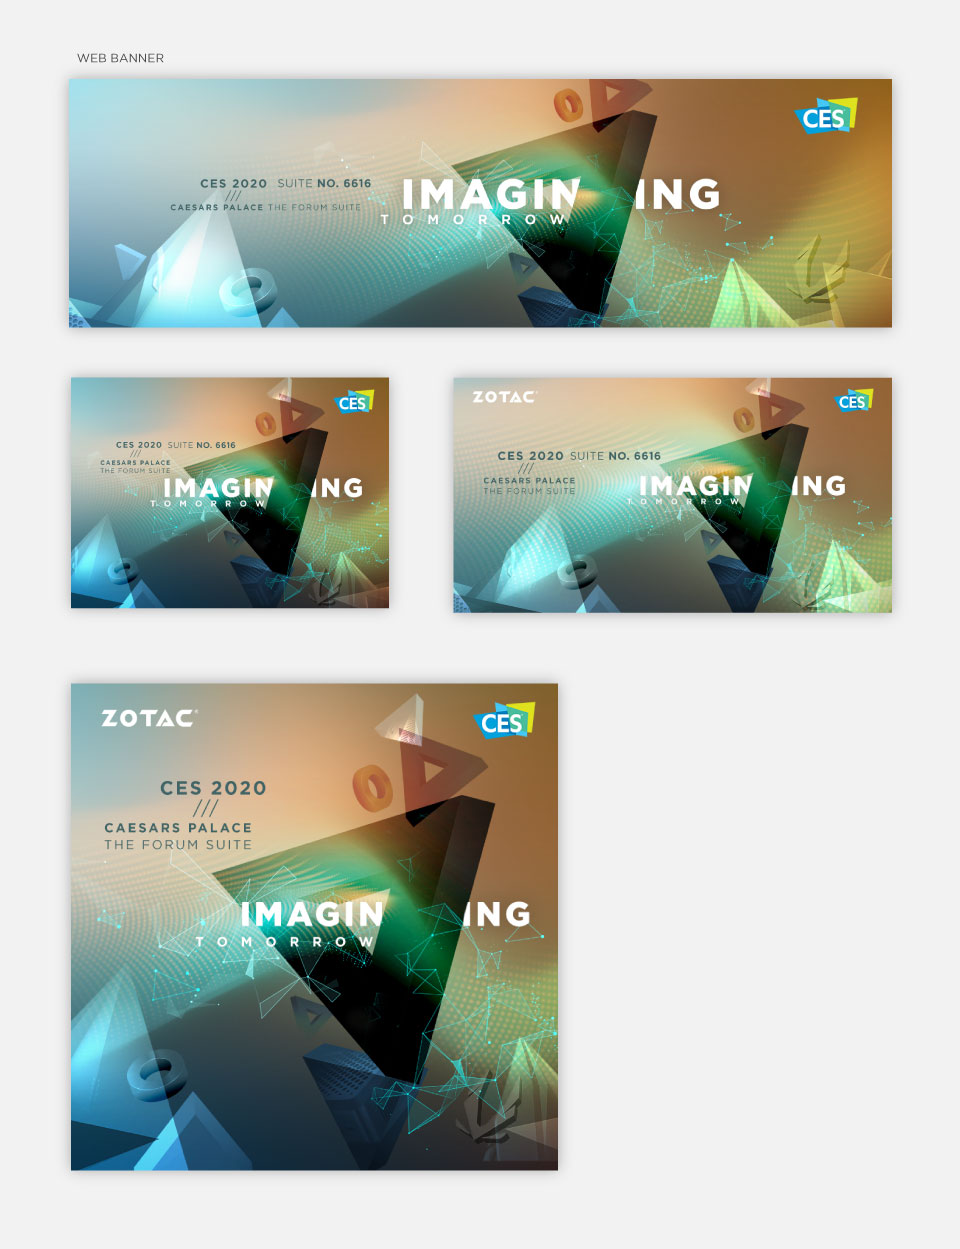 WEB BANNER
CES
CES 2020 SUITE NO. 6616
///
CAESARS PALACE THE FORUM SUITE
IMAGIN ING
TOMORROW
CES
CES 2020 SUITE NO. 6616
///
CAESARS PALACE
THE FORUM SUITE
IMAGIN ING
TOMORROW
ZOTAC
CES
CES 2020 SUITE NO. 6616
///
CAESARS PALACE
THE FORUM SUITE
IMAGIN ING
TOMORROW
ZOTAC®
CES
CES 2020
///
CAESARS PALACE
THE FORUM SUITE
IMAGIN ING
TOMORROW